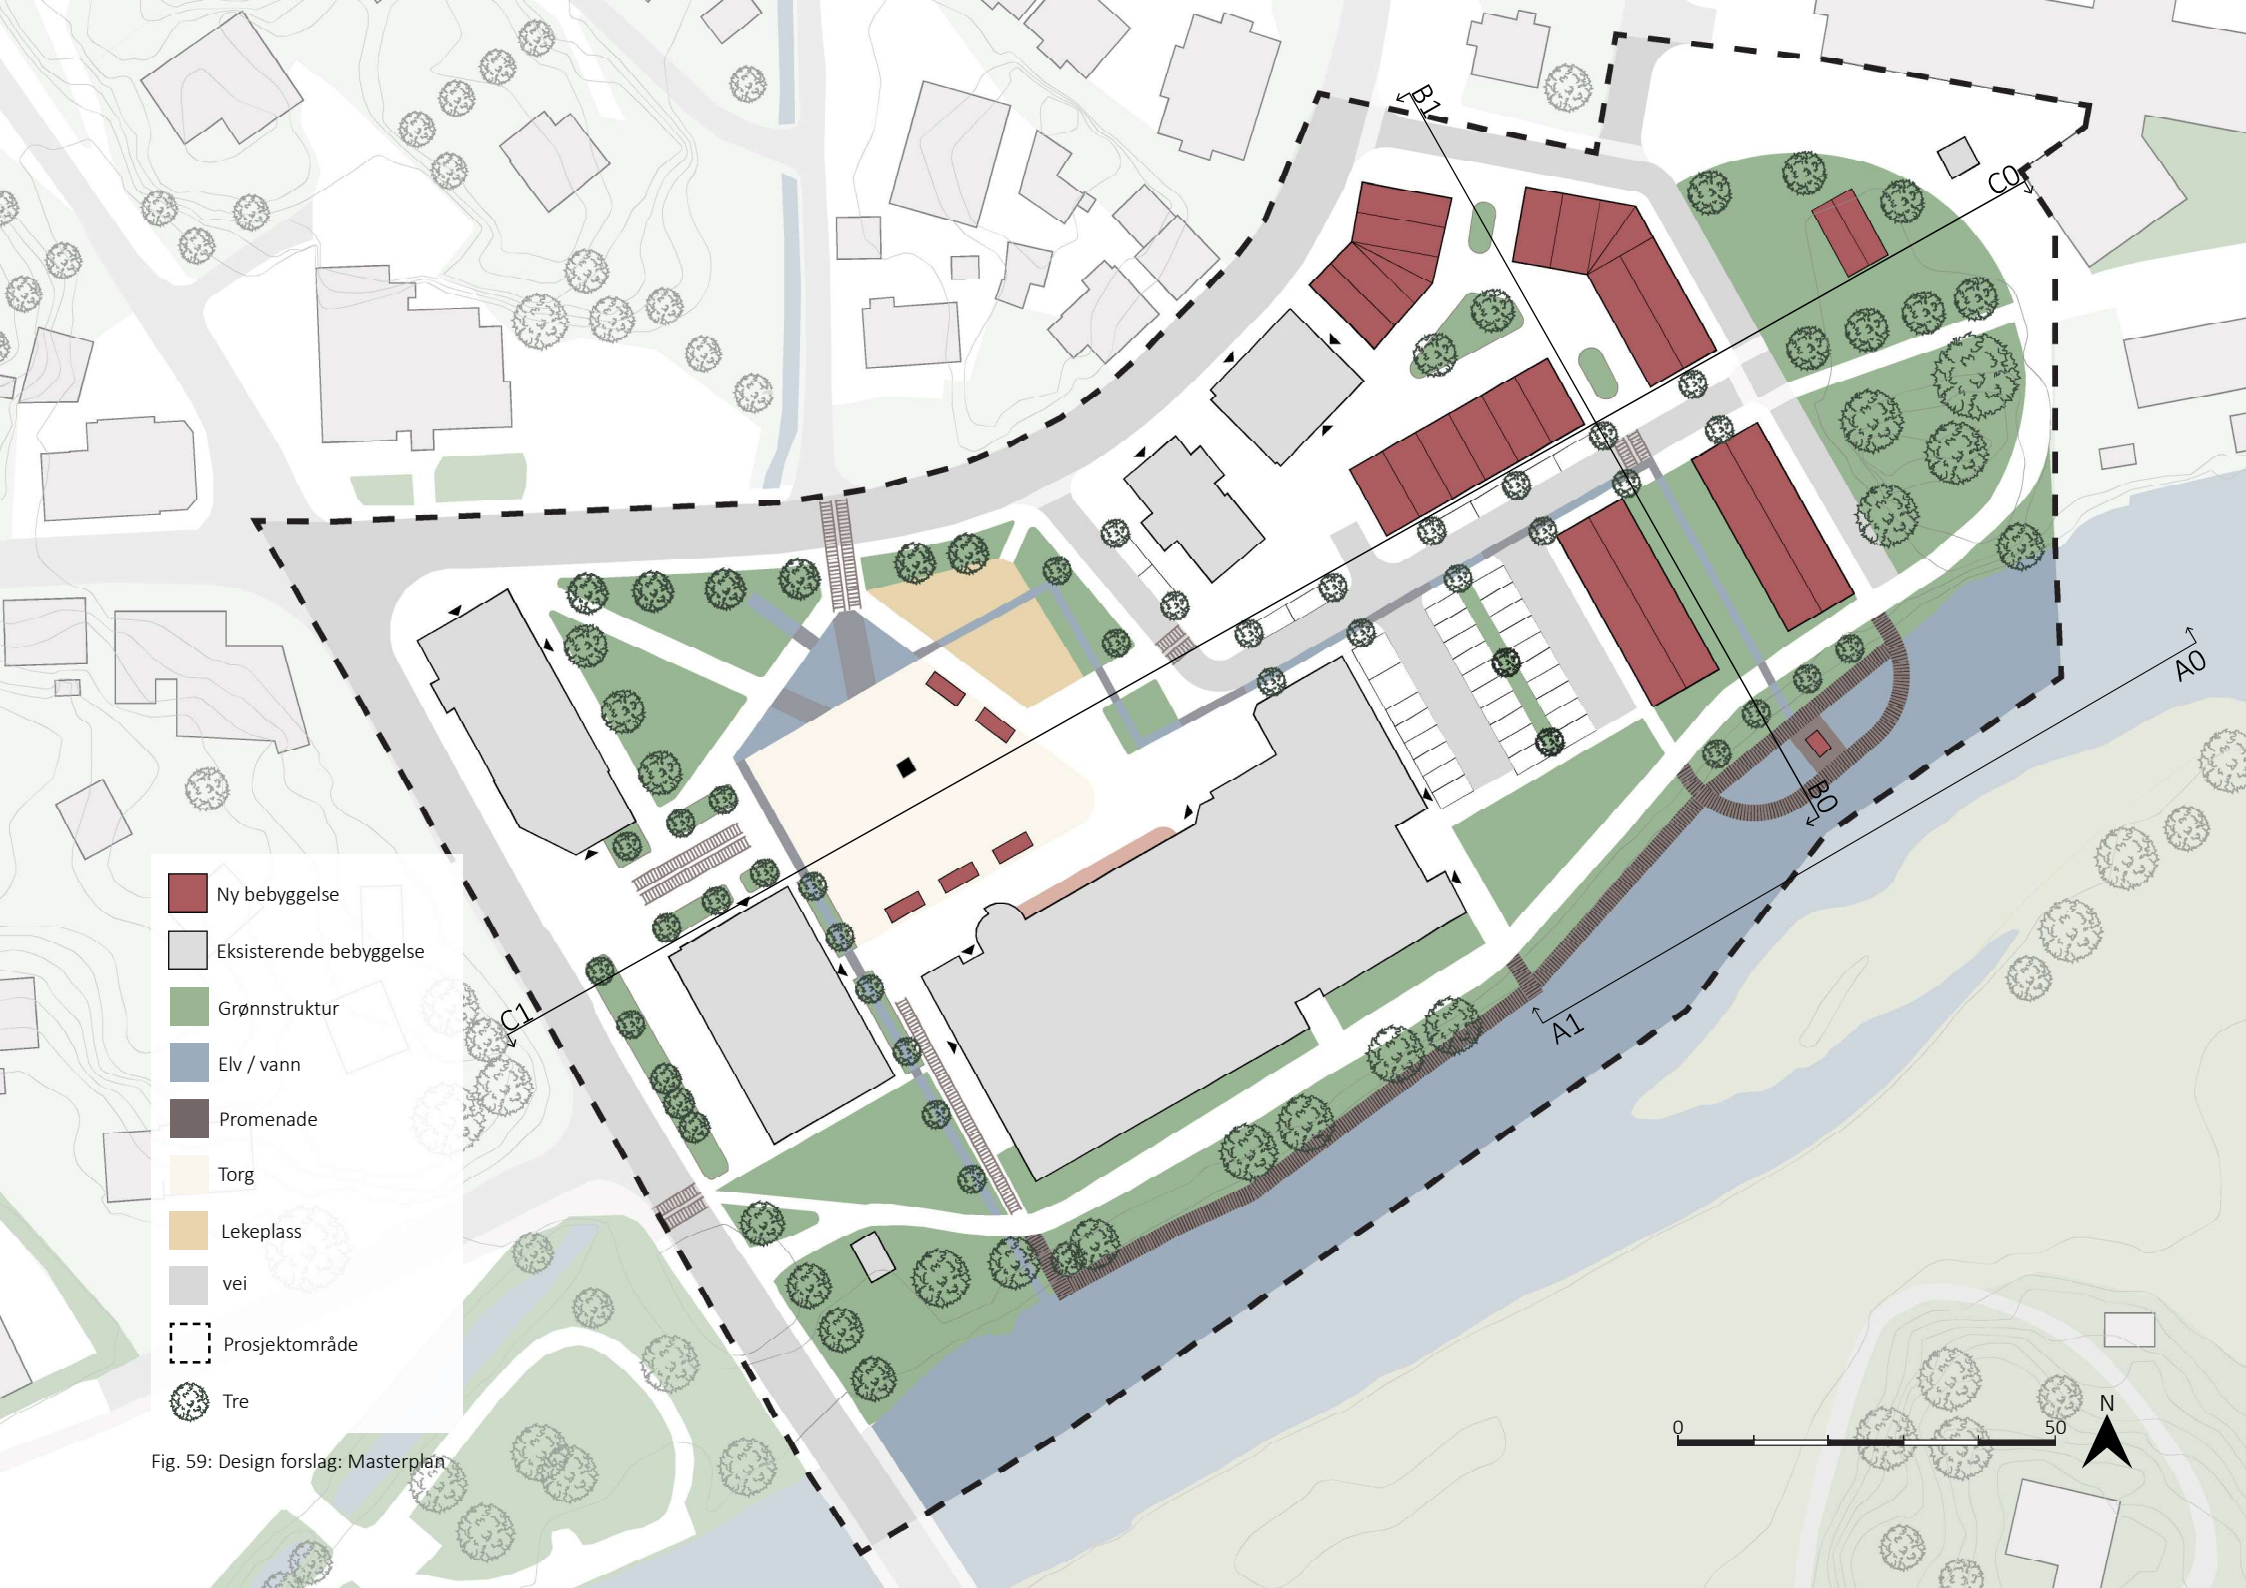 B1
C0
A0
B0
A1
C1
Ny bebyggelse
Eksisterende bebyggelse
Grønnstruktur
Elv / vann
Promenade
Torg
Lekeplass
vei
Prosjektområde
Tre
Fig. 59: Design forslag: Masterplan
0 50
N